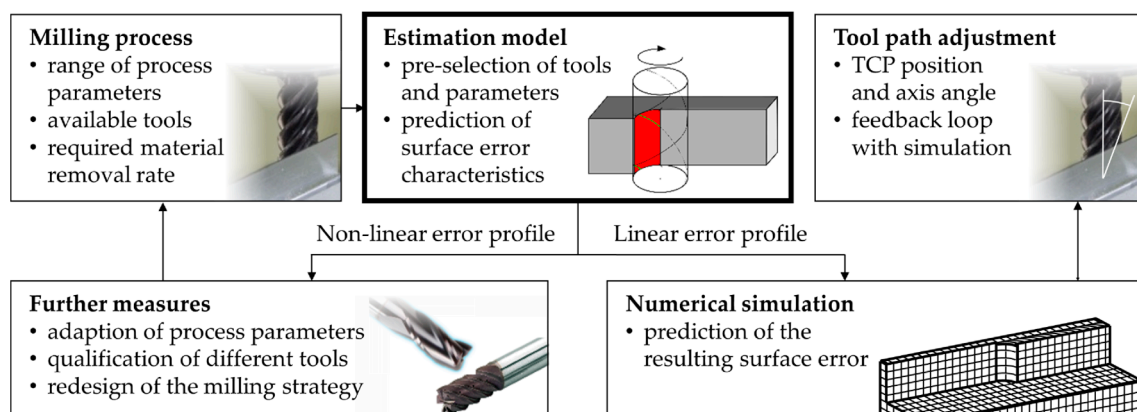 Milling process
• range of process
parameters
• available tools
• required material
removal rate
Estimation model
• pre-selection of tools
and parameters
• prediction of
surface error
characteristics
Tool path adjustment
• TCP position
and axis angle
• feedback loop
with simulation
Non-linear error profile
Linear error profile
Further measures
• adaption of process parameters
• qualification of different tools
• redesign of the milling strategy
Numerical simulation
• prediction of the
resulting surface error